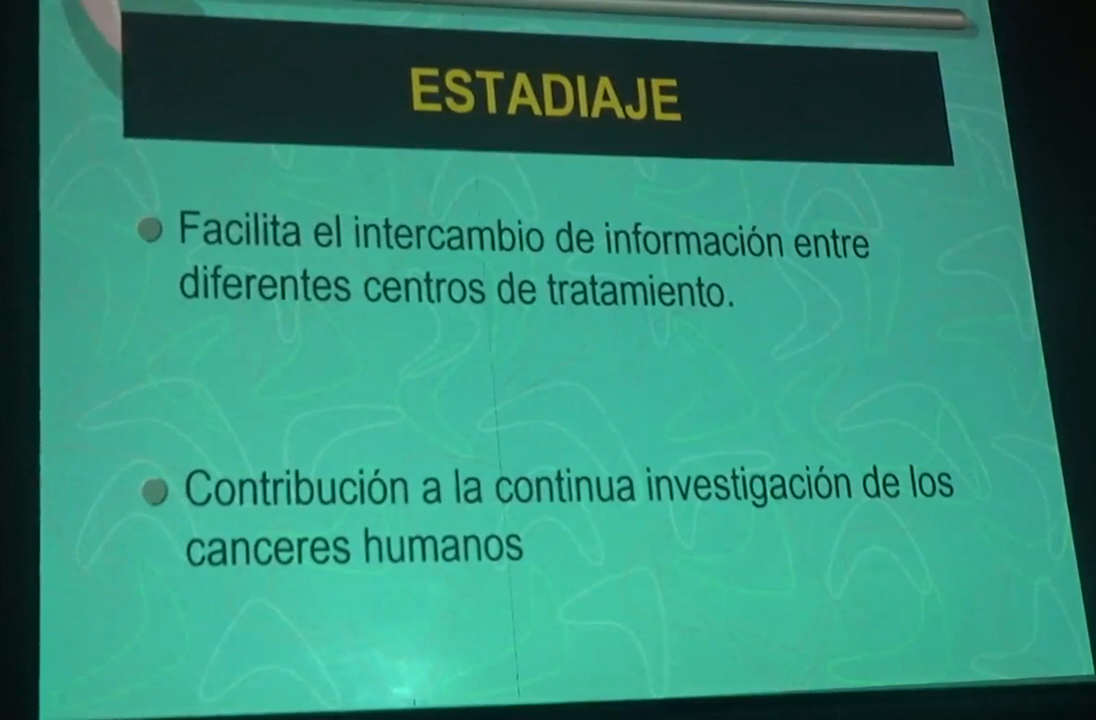 ESTADIAJE
Facilita el intercambio de información entre
diferentes centros de tratamiento.
Contribución a la continua investigación de los
canceres humanos